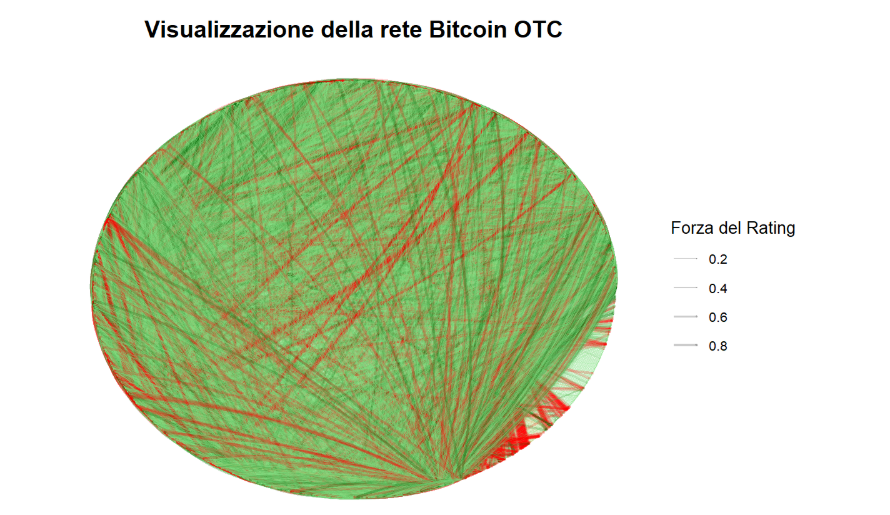 Visualizzazione della rete Bitcoin OTC
Forza del Rating
0.2
0.4
0.6
0.8